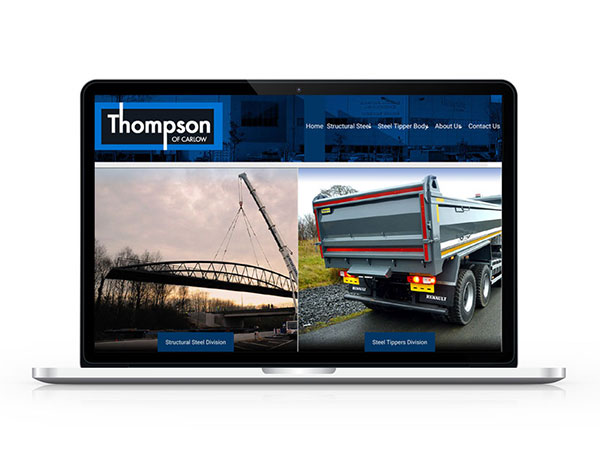 Thompson
OF CARLOW
Home Structural Steel Steel Tipper Body About Us Contact Us
RENAULT RENAULT
Structural Steel Division
Steel Tippers Division